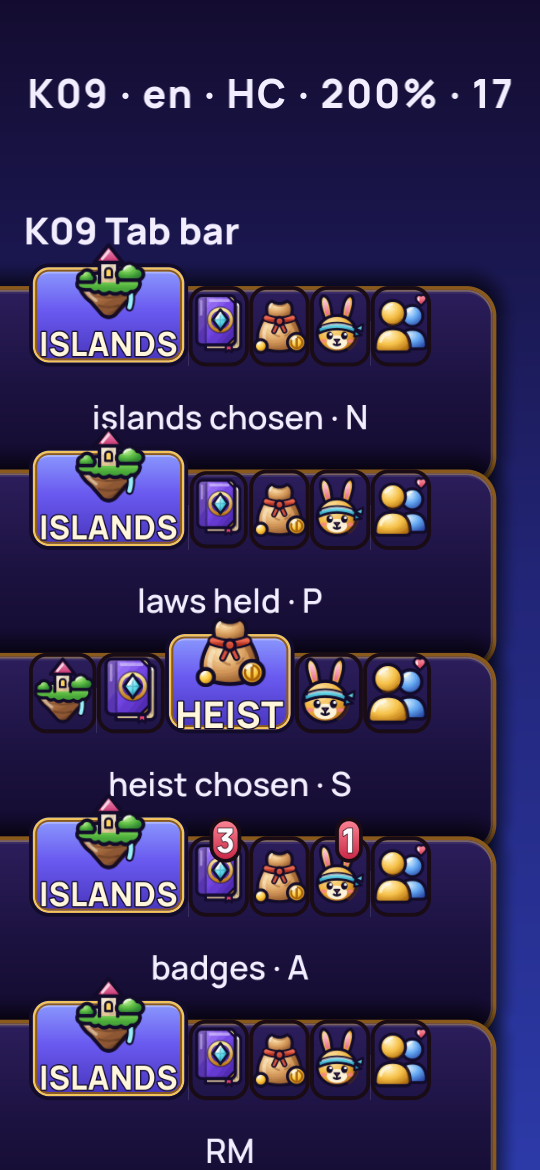 K09 · en · HC · 200% · 17
K09 Tab bar
ISLANDS
islands chosen · N
ISLANDS
laws held · P
HEIST
heist chosen · S
3 1
ISLANDS
badges · A
ISLANDS
RM